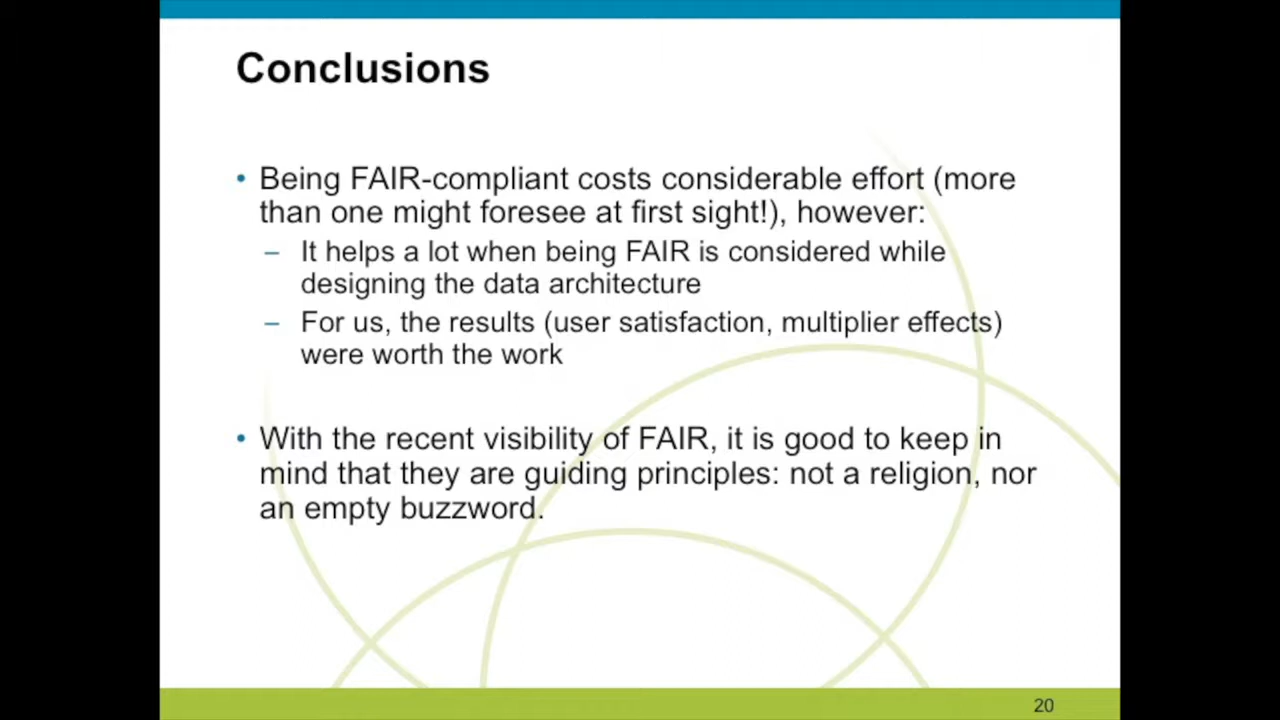 Conclusions
• Being FAIR-compliant costs considerable effort (more
than one might foresee at first sight!), however:
– It helps a lot when being FAIR is considered while
designing the data architecture
– For us, the results (user satisfaction, multiplier effects)
were worth the work
• With the recent visibility of FAIR, it is good to keep in
mind that they are guiding principles: not a religion, nor
an empty buzzword.
20